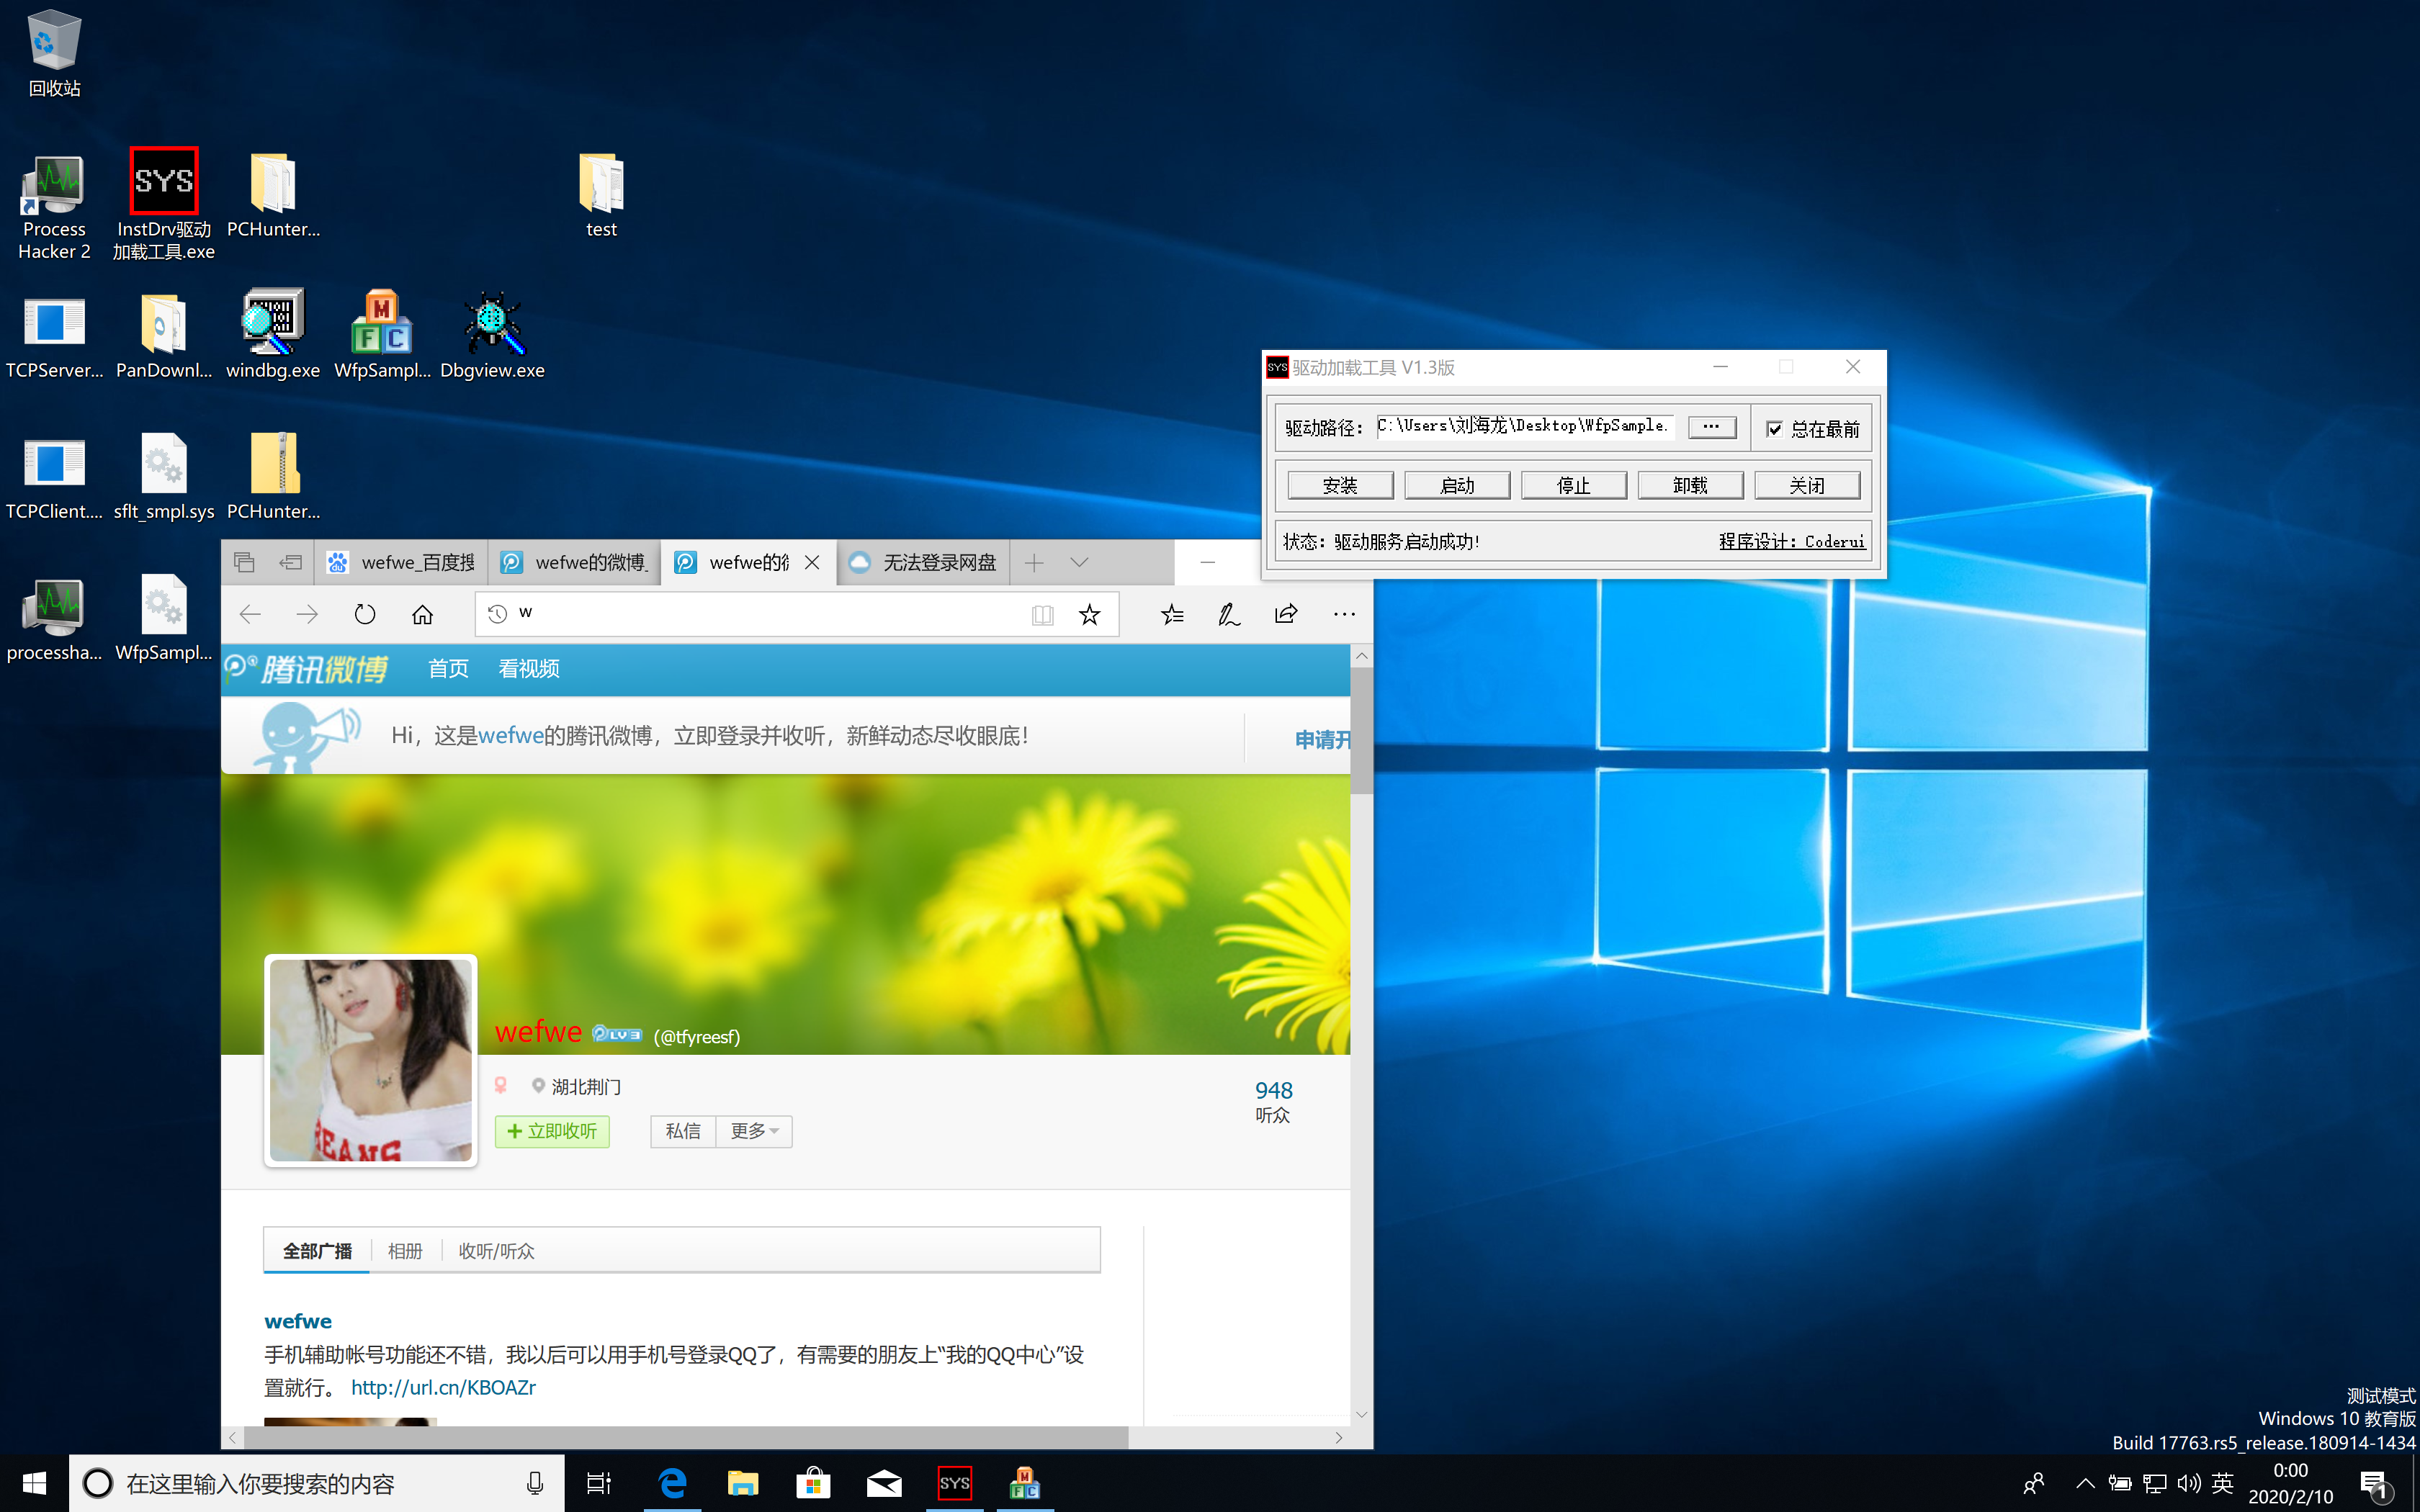 回收站
Process
Hacker 2
InstDrv驱动
加载工具.exe
PCHunter...
test
TCPServer...
PanDownl...
windbg.exe
WfpSampl...
Dbgview.exe
TCPClient....
sflt_smpl.sys
PCHunter...
processha...
WfpSampl...
SYS 驱动加载工具 V1.3版
驱动路径: C:\Users\刘海龙\Desktop\WfpSample. ... 总在最前
安装 启动 停止 卸载 关闭
状态: 驱动服务启动成功! 程序设计: Coderui
wefwe_百度搜 wefwe的微博_ wefwe的微 无法登录网盘
w
腾讯微博 首页 看视频
Hi，这是wefwe的腾讯微博，立即登录并收听，新鲜动态尽收眼底！ 申请开
wefwe LV3 (@tfyreesf)
湖北荆门
948
听众
+ 立即收听 私信 更多
全部广播 相册 收听/听众
wefwe
手机辅助帐号功能还不错，我以后可以用手机号登录QQ了，有需要的朋友上“我的QQ中心”设
置就行。 http://url.cn/KBOAZr
测试模式
Windows 10 教育版
Build 17763.rs5_release.180914-1434
在这里输入你要搜索的内容
SYS
英
0:00
2020/2/10
1